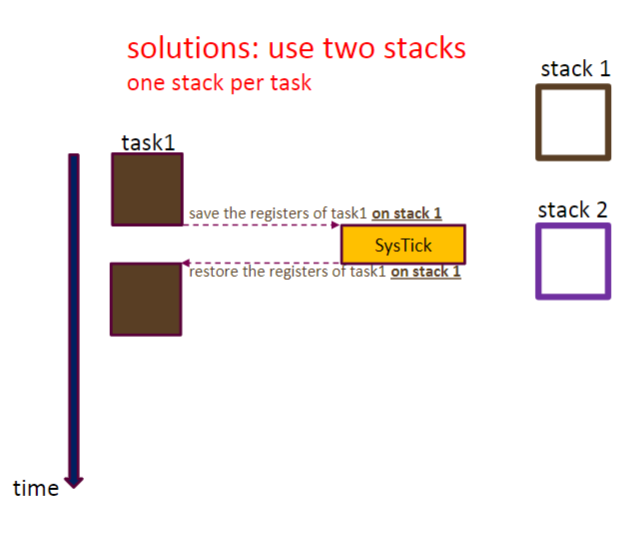 solutions: use two stacks
one stack per task
stack 1
task1
save the registers of task1 on stack 1
stack 2
SysTick
restore the registers of task1 on stack 1
time